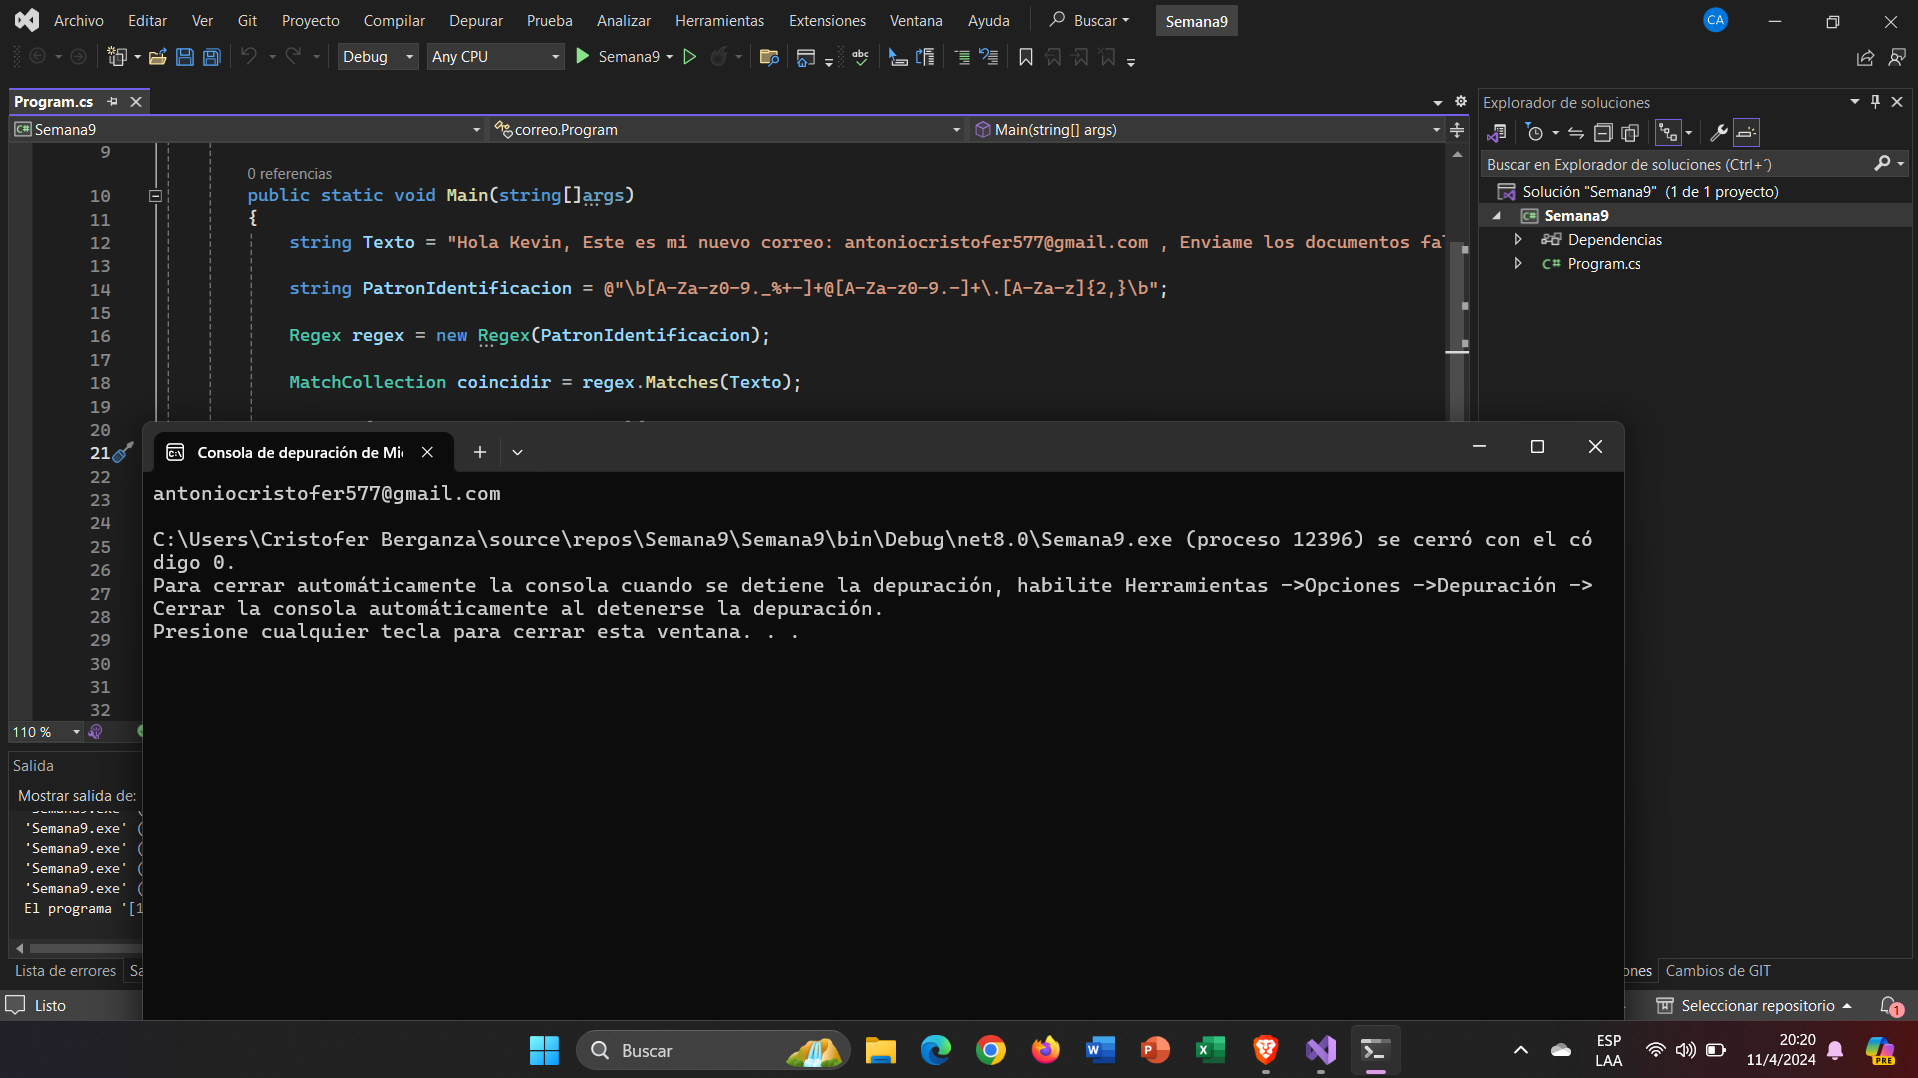 Archivo Editar Ver Git Proyecto Compilar Depurar Prueba Analizar Herramientas Extensiones Ventana Ayuda Buscar Semana9 CA
Debug Any CPU Semana9 abc
Program.cs
Semana9 correo.Program Main(string[] args)
9
0 referencias
10 public static void Main(string[]args)
11 {
12 string Texto = "Hola Kevin, Este es mi nuevo correo: antoniocristofer577@gmail.com , Enviame los documentos fa
13
14 string PatronIdentificacion = @"\b[A-Za-z0-9._%+-]+@[A-Za-z0-9.-]+\.[A-Za-z]{2,}\b";
15
16 Regex regex = new Regex(PatronIdentificacion);
17
18 MatchCollection coincidir = regex.Matches(Texto);
19
20
21
22
23
24
25
26
27
28
29
30
31
32
110 %
Explorador de soluciones
Buscar en Explorador de soluciones (Ctrl+´)
Solución "Semana9" (1 de 1 proyecto)
C# Semana9
Dependencias
C# Program.cs
Consola de depuración de Mi
antoniocristofer577@gmail.com
C:\Users\Cristofer Berganza\source\repos\Semana9\Semana9\bin\Debug\net8.0\Semana9.exe (proceso 12396) se cerró con el có
digo 0.
Para cerrar automáticamente la consola cuando se detiene la depuración, habilite Herramientas ->Opciones ->Depuración ->
Cerrar la consola automáticamente al detenerse la depuración.
Presione cualquier tecla para cerrar esta ventana. . .
Salida
Mostrar salida de:
'Semana9.exe' (
'Semana9.exe' (
'Semana9.exe' (
'Semana9.exe' (
'Semana9.exe' (
El programa '[1
Lista de errores Sa
ones Cambios de GIT
Listo
Seleccionar repositorio 1
Buscar
ESP
LAA
20:20
11/4/2024
PRE